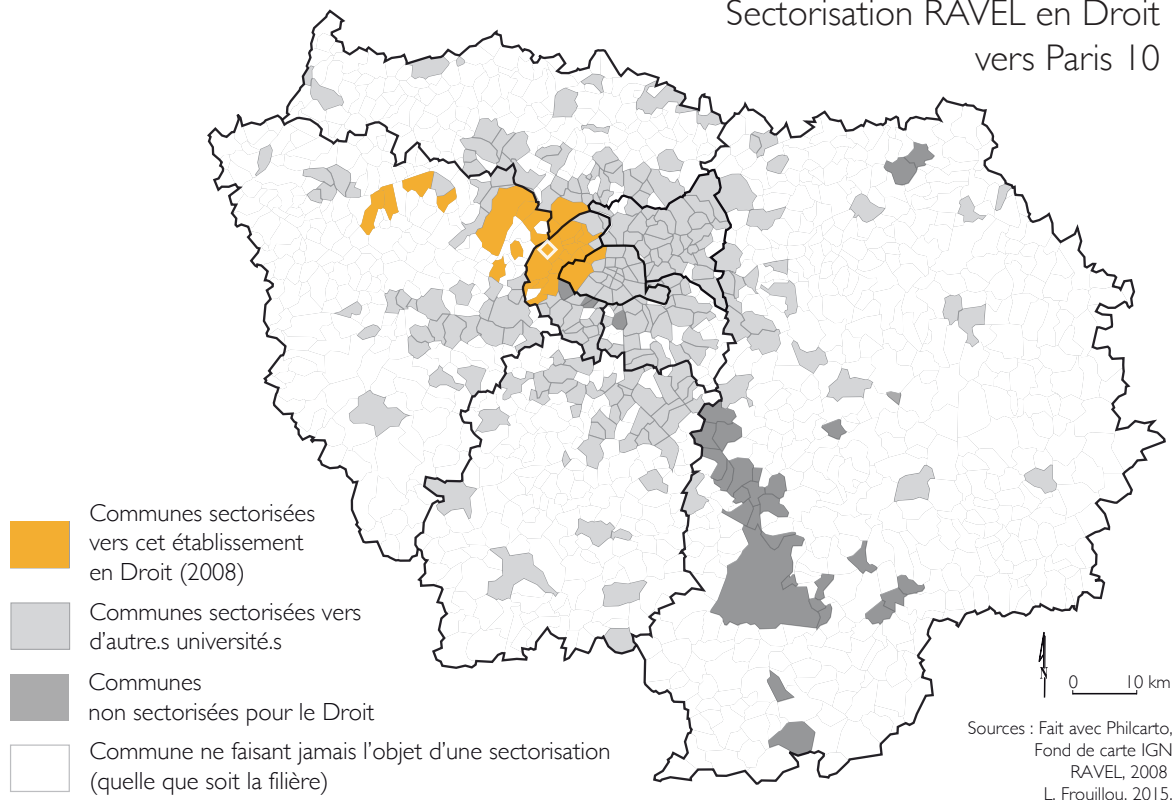 Sectorisation RAVEL en Droit
vers Paris 10
Communes sectorisées
vers cet établissement
en Droit (2008)
Communes sectorisées vers
d'autre.s université.s
Communes
non sectorisées pour le Droit
Commune ne faisant jamais l'objet d'une sectorisation
(quelle que soit la filière)
N
0 10 km
Sources : Fait avec Philcarto,
Fond de carte IGN
RAVEL, 2008
L. Frouillou, 2015.